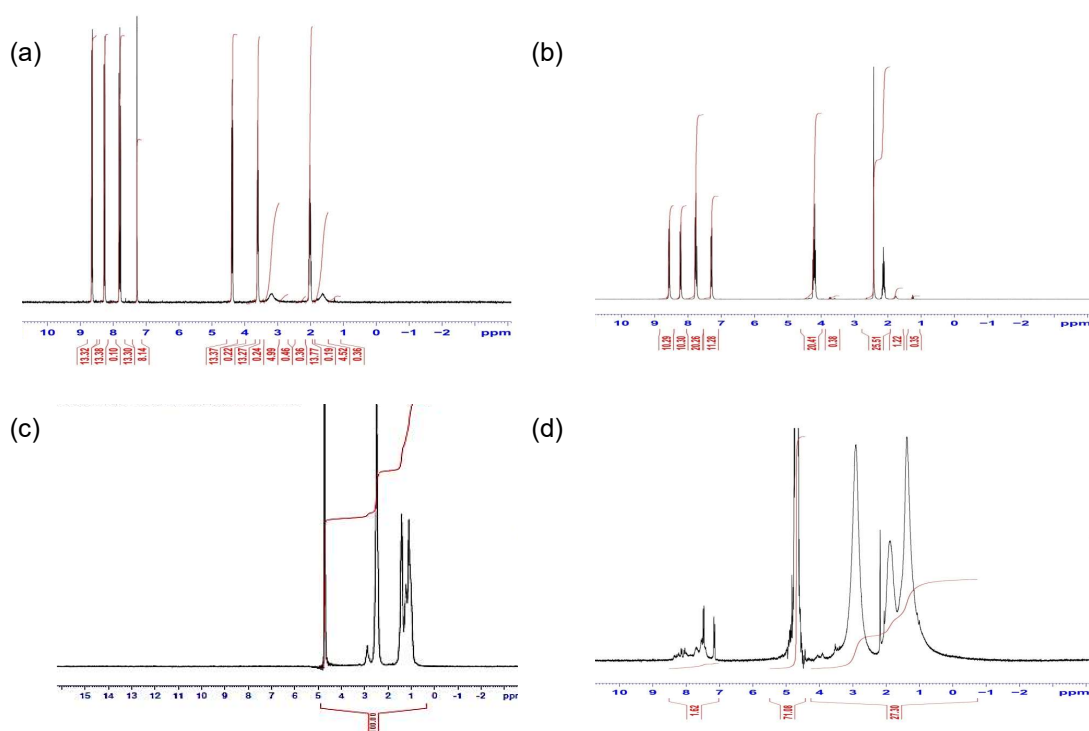 (a)
10 9 8 7 6 5 4 3 2 1 0 −1 −2 ppm
13.32 13.38 0.10 13.30 8.14 13.37 0.22 13.27 0.24 4.99 0.46 0.36 13.77 0.19 4.52 0.36
(b)
10 9 8 7 6 5 4 3 2 1 0 −1 −2 ppm
10.29 10.30 20.26 11.28 20.41 0.38 25.51 1.22 0.35
(c)
15 14 13 12 11 10 9 8 7 6 5 4 3 2 1 −1 −2 ppm
(d)
10 9 8 7 6 5 4 3 2 1 0 −1 −2 ppm
1.62 71.08 27.30